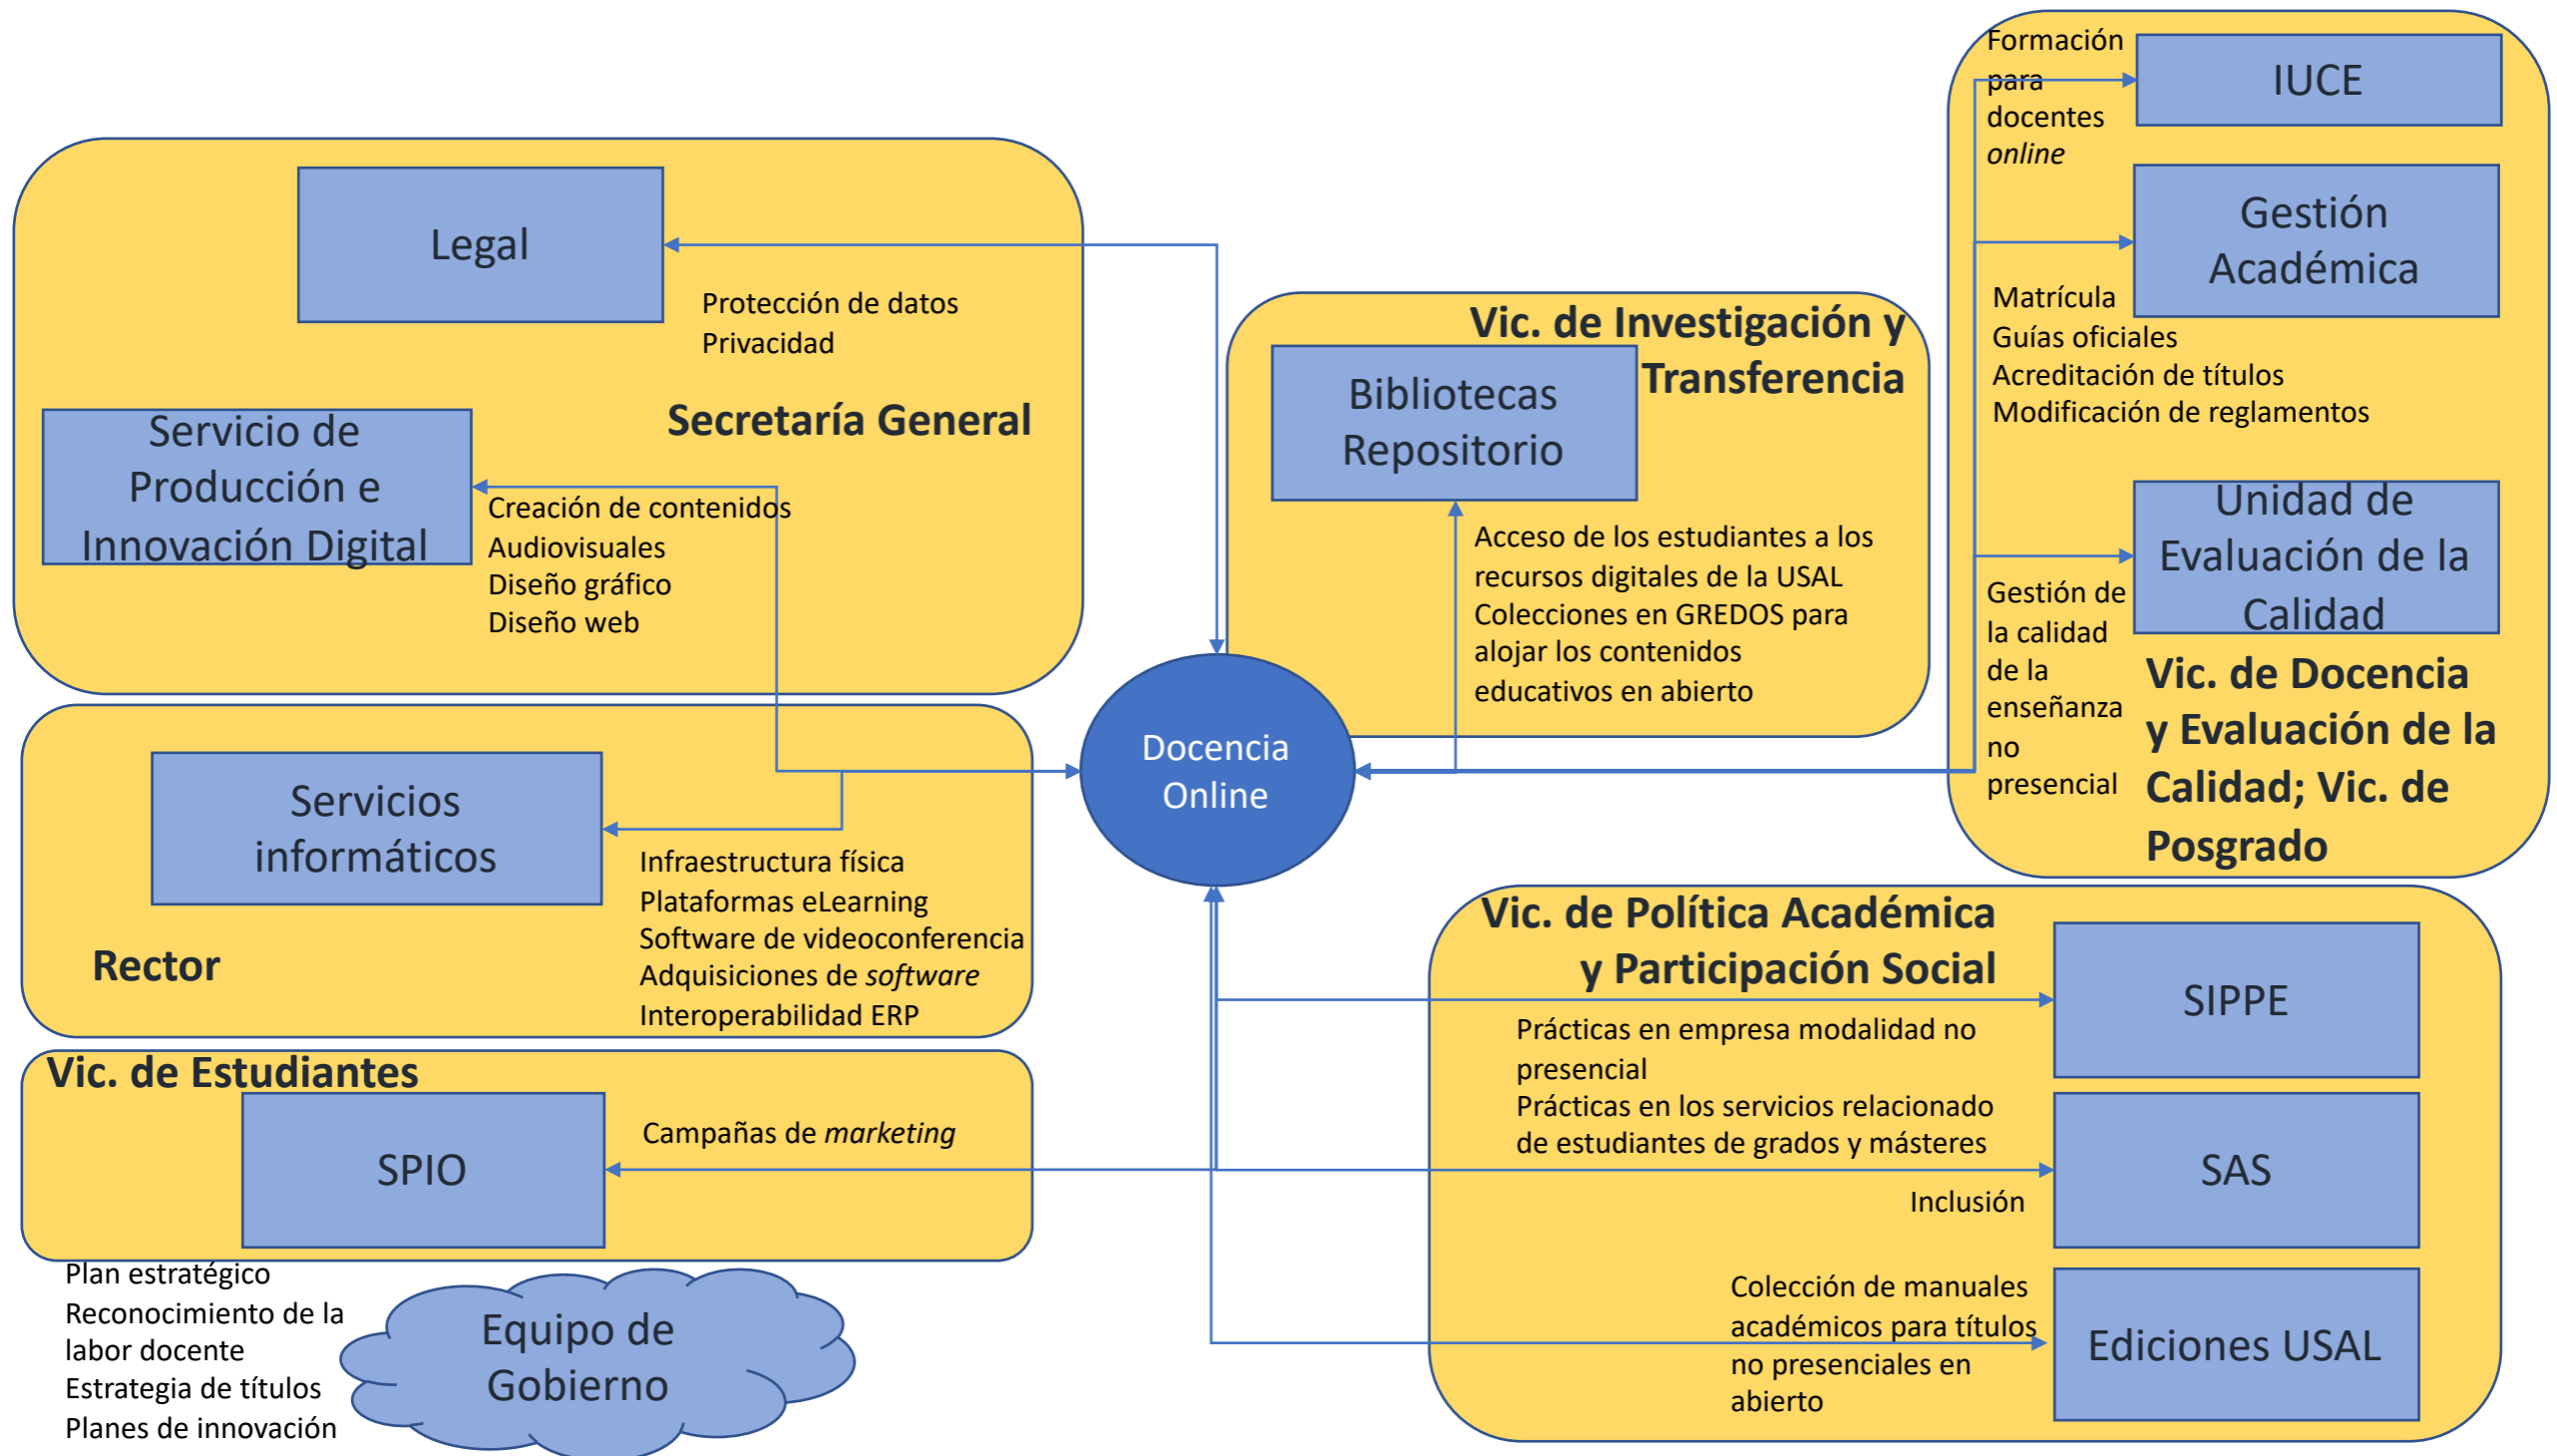 Legal
Protección de datos
Privacidad
Secretaría General
Servicio de
Producción e
Innovación Digital
Creación de contenidos
Audiovisuales
Diseño gráfico
Diseño web
Servicios
informáticos
Infraestructura física
Plataformas eLearning
Software de videoconferencia
Adquisiciones de software
Interoperabilidad ERP
Rector
Vic. de Estudiantes
SPIO
Campañas de marketing
Plan estratégico
Reconocimiento de la
labor docente
Estrategia de títulos
Planes de innovación
Equipo de
Gobierno
Docencia
Online
Vic. de Investigación y
Transferencia
Bibliotecas
Repositorio
Acceso de los estudiantes a los
recursos digitales de la USAL
Colecciones en GREDOS para
alojar los contenidos
educativos en abierto
Formación
para
docentes
online
IUCE
Gestión
Académica
Matrícula
Guías oficiales
Acreditación de títulos
Modificación de reglamentos
Unidad de
Evaluación de la
Calidad
Gestión de
la calidad
de la
enseñanza
no
presencial
Vic. de Docencia
y Evaluación de la
Calidad; Vic. de
Posgrado
Vic. de Política Académica
y Participación Social
SIPPE
Prácticas en empresa modalidad no
presencial
Prácticas en los servicios relacionado
de estudiantes de grados y másteres
SAS
Inclusión
Colección de manuales
académicos para títulos
no presenciales en
abierto
Ediciones USAL